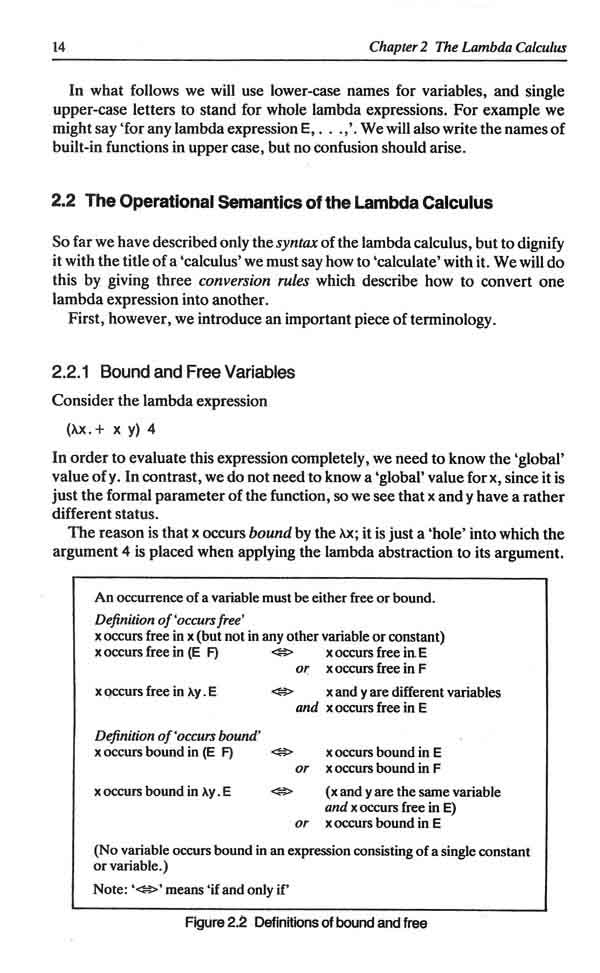 14 Chapter 2 The Lambda Calculus
In what follows we will use lower-case names for variables, and single
upper-case letters to stand for whole lambda expressions. For example we
might say ‘for any lambda expression E, . . .,’. We will also write the names of
built-in functions in upper case, but no confusion should arise.
2.2 The Operational Semantics of the Lambda Calculus
So far we have described only the syntax of the lambda calculus, but to dignify
it with the title of a ‘calculus’ we must say how to ‘calculate’ with it. We will do
this by giving three conversion rules which describe how to convert one
lambda expression into another.
First, however, we introduce an important piece of terminology.
2.2.1 Bound and Free Variables
Consider the lambda expression
(λx.+ x y) 4
In order to evaluate this expression completely, we need to know the ‘global’
value of y. In contrast, we do not need to know a ‘global’ value for x, since it is
just the formal parameter of the function, so we see that x and y have a rather
different status.
The reason is that x occurs bound by the λx; it is just a ‘hole’ into which the
argument 4 is placed when applying the lambda abstraction to its argument.
An occurrence of a variable must be either free or bound.
Definition of ‘occurs free’
x occurs free in x (but not in any other variable or constant)
x occurs free in (E F) ⇔ x occurs free in E
or x occurs free in F
x occurs free in λy.E ⇔ x and y are different variables
and x occurs free in E
Definition of ‘occurs bound’
x occurs bound in (E F) ⇔ x occurs bound in E
or x occurs bound in F
x occurs bound in λy.E ⇔ (x and y are the same variable
and x occurs free in E)
or x occurs bound in E
(No variable occurs bound in an expression consisting of a single constant
or variable.)
Note: ‘⇔’ means ‘if and only if’
Figure 2.2 Definitions of bound and free